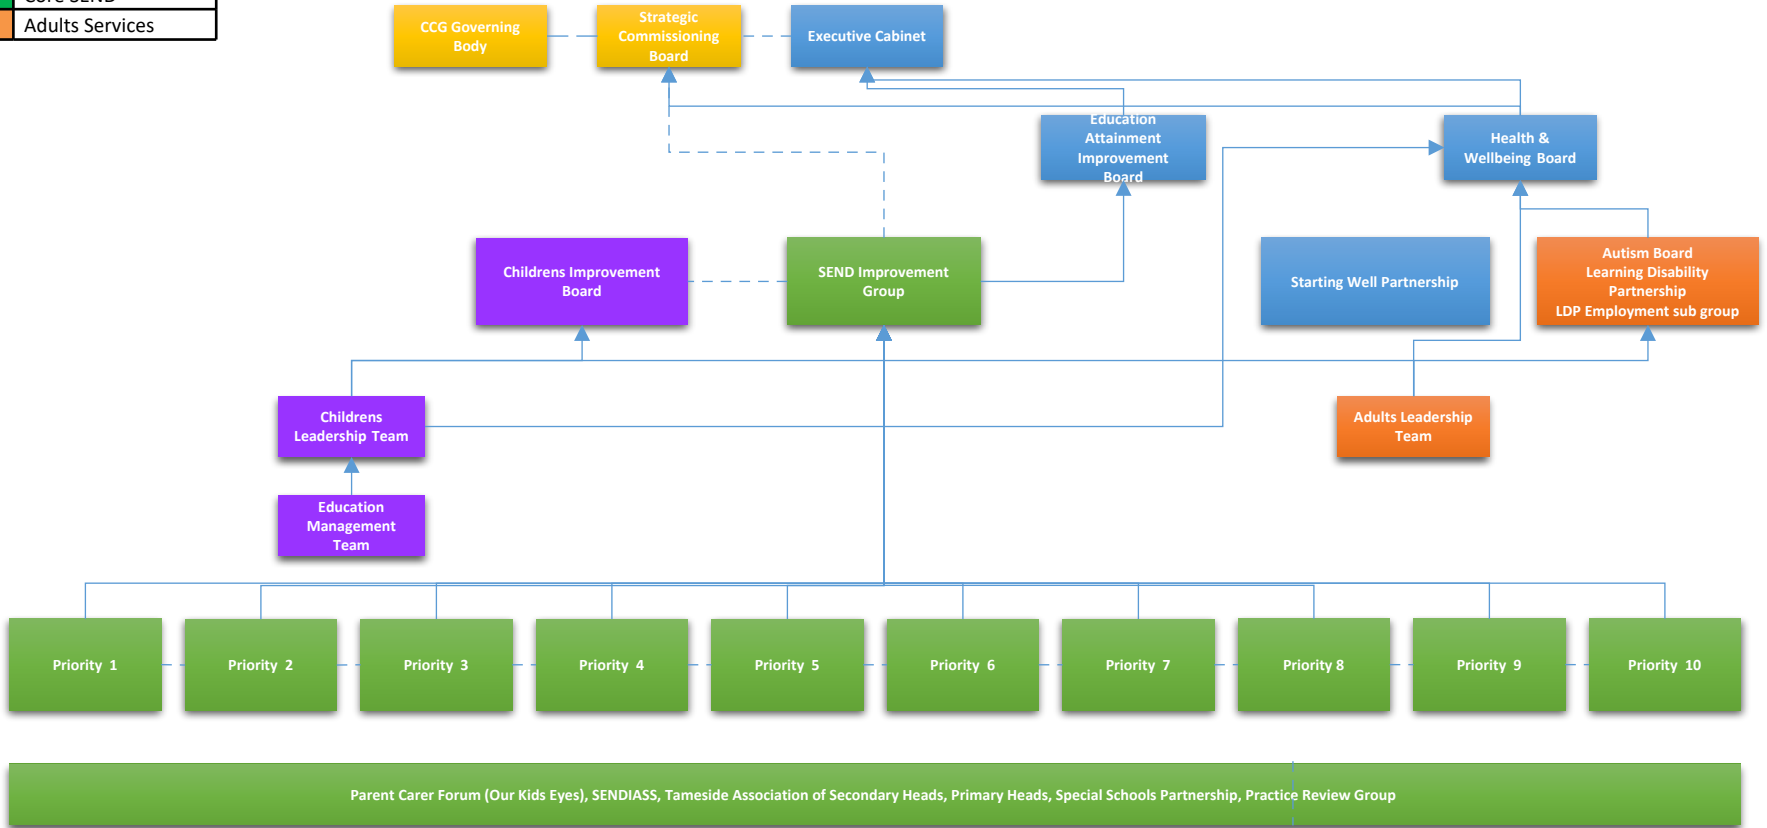 Core SEND
Adults Services
CCG Governing
Body
Strategic
Commissioning
Board
Executive Cabinet
Education
Attainment
Improvement
Board
Health &
Wellbeing Board
Childrens Improvement
Board
SEND Improvement
Group
Starting Well Partnership
Autism Board
Learning Disability
Partnership
LDP Employment sub group
Childrens
Leadership Team
Adults Leadership
Team
Education
Management
Team
Priority 1
Priority 2
Priority 3
Priority 4
Priority 5
Priority 6
Priority 7
Priority 8
Priority 9
Priority 10
Parent Carer Forum (Our Kids Eyes), SENDIASS, Tameside Association of Secondary Heads, Primary Heads, Special Schools Partnership, Practice Review Group